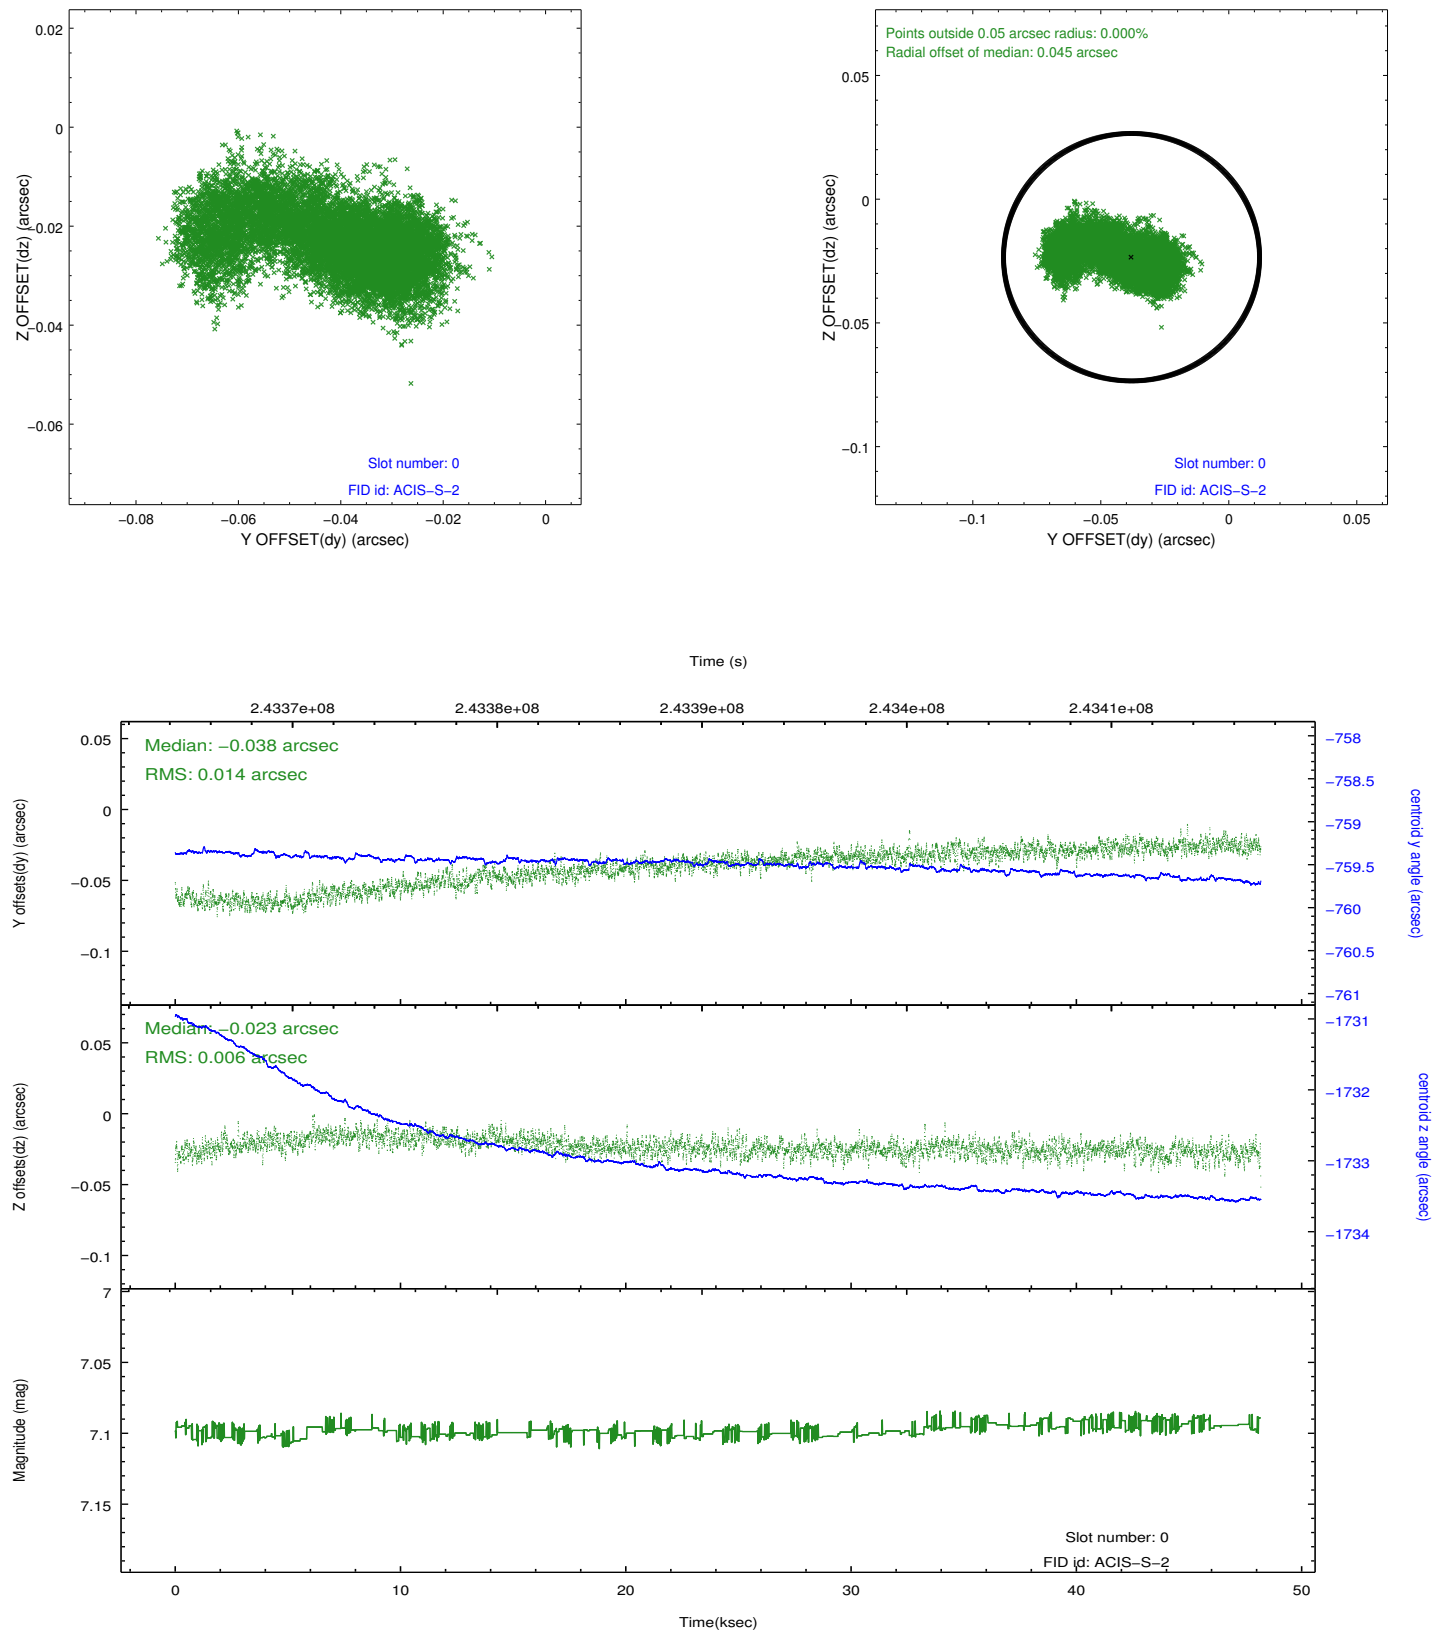 0.02
0
−0.02
−0.04
−0.06
Z OFFSET(dz) (arcsec)
Slot number: 0
FID id: ACIS−S−2
−0.08
−0.06
−0.04
−0.02
0
Y OFFSET(dy) (arcsec)
Points outside 0.05 arcsec radius: 0.000%
Radial offset of median: 0.045 arcsec
0.05
0
−0.05
−0.1
Z OFFSET(dz) (arcsec)
Slot number: 0
FID id: ACIS−S−2
−0.1
−0.05
0
0.05
Y OFFSET(dy) (arcsec)
Time (s)
2.4337e+08
2.4338e+08
2.4339e+08
2.434e+08
2.4341e+08
Median: −0.038 arcsec
RMS: 0.014 arcsec
0.05
0
−0.05
−0.1
Y offsets(dy) (arcsec)
−758
−758.5
−759
−759.5
−760
−760.5
−761
centroid y angle (arcsec)
Median: −0.023 arcsec
RMS: 0.006 arcsec
0.05
0
−0.05
−0.1
Z offsets(dz) (arcsec)
−1731
−1732
−1733
−1734
centroid z angle (arcsec)
7
7.05
7.1
7.15
Magnitude (mag)
Slot number: 0
FID id: ACIS−S−2
0
10
20
30
40
50
Time(ksec)